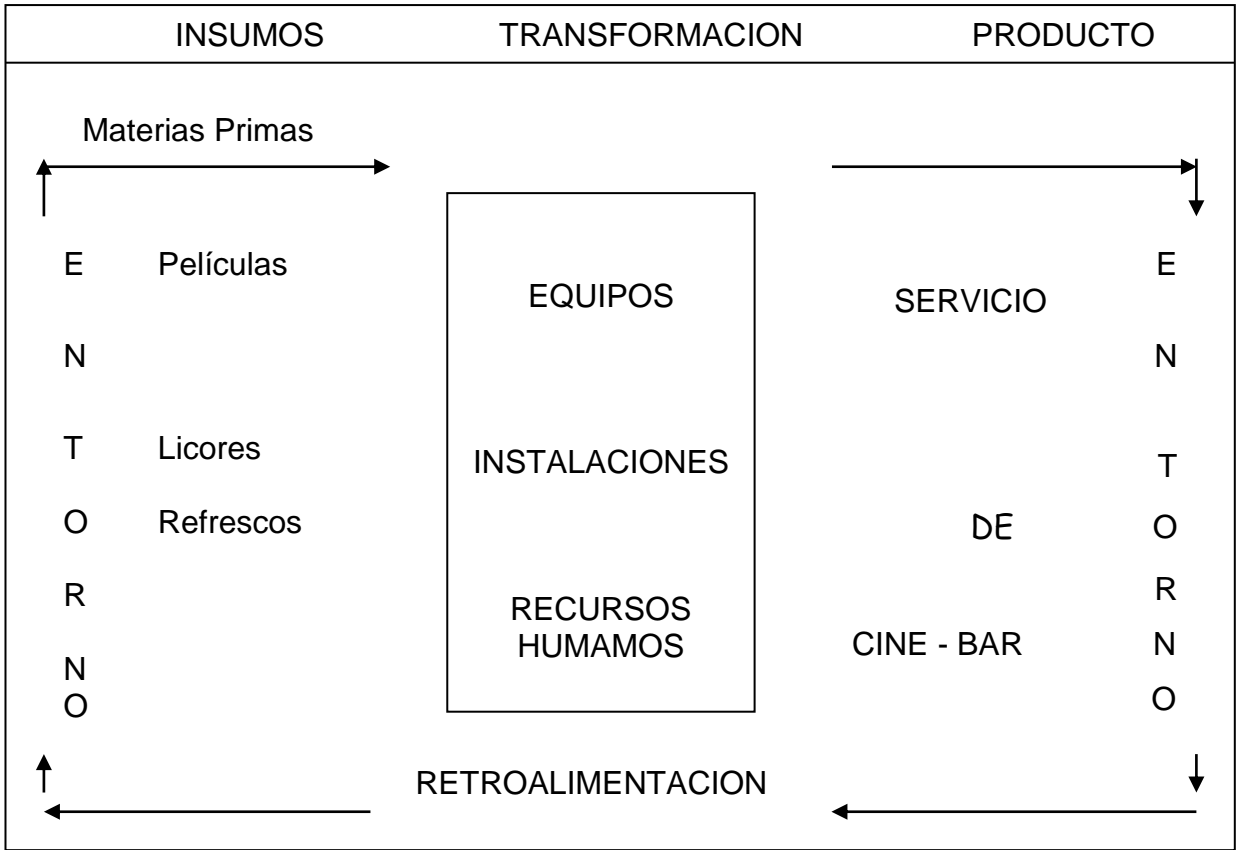 INSUMOS TRANSFORMACION PRODUCTO
Materias Primas
E N T O R N O
Películas
Licores
Refrescos
EQUIPOS
INSTALACIONES
RECURSOS
HUMAMOS
SERVICIO
DE
CINE - BAR
E N T O R N O
RETROALIMENTACION